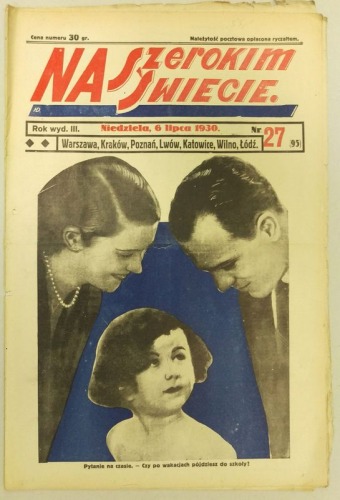 Cena numeru 30 gr.
Należytość pocztowa opłacona ryczałtem.
NA SZEROKIM
ŚWIECIE.
Rok wyd. III.
Niedziela, 6 lipca 1930.
Nr. 27 (95)
Warszawa, Kraków, Poznań, Lwów, Katowice, Wilno, Łódź.
Pytanie na czasie. — Czy po wakacjach pójdziesz do szkoły?